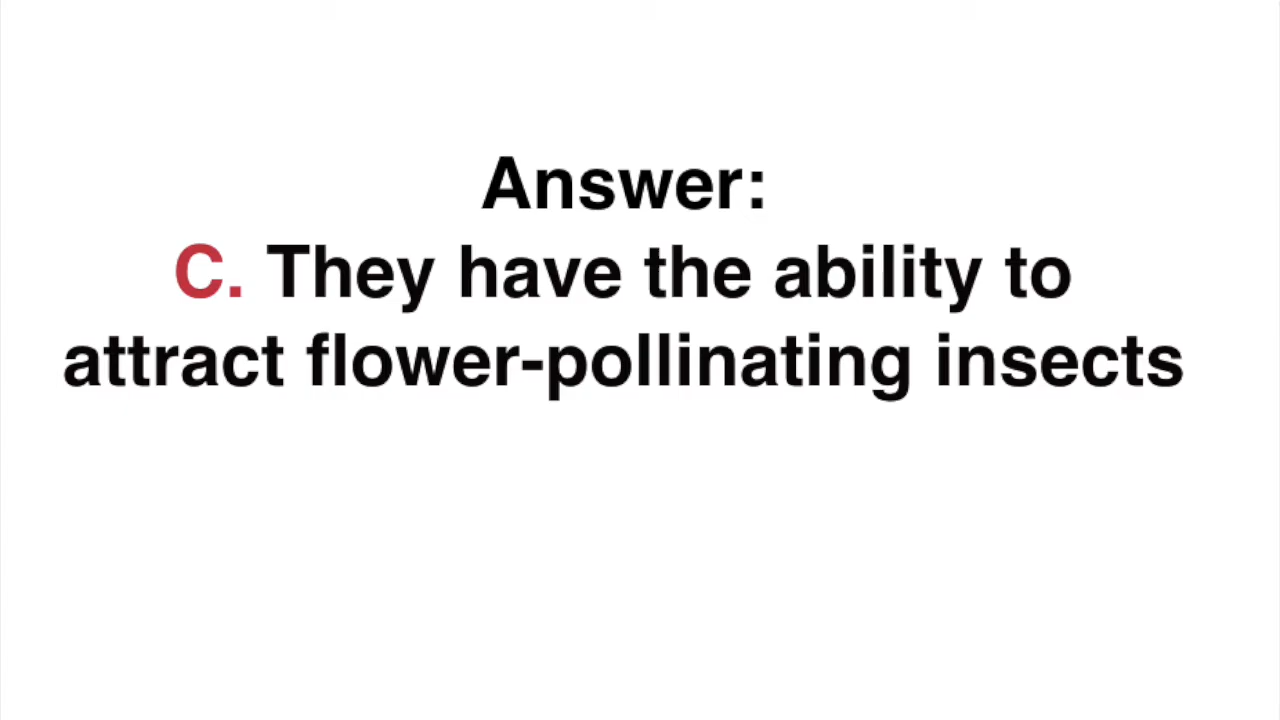 Answer:
C. They have the ability to
attract flower-pollinating insects